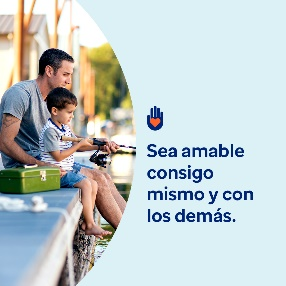 Sea amable
consigo
mismo y con
los demás.